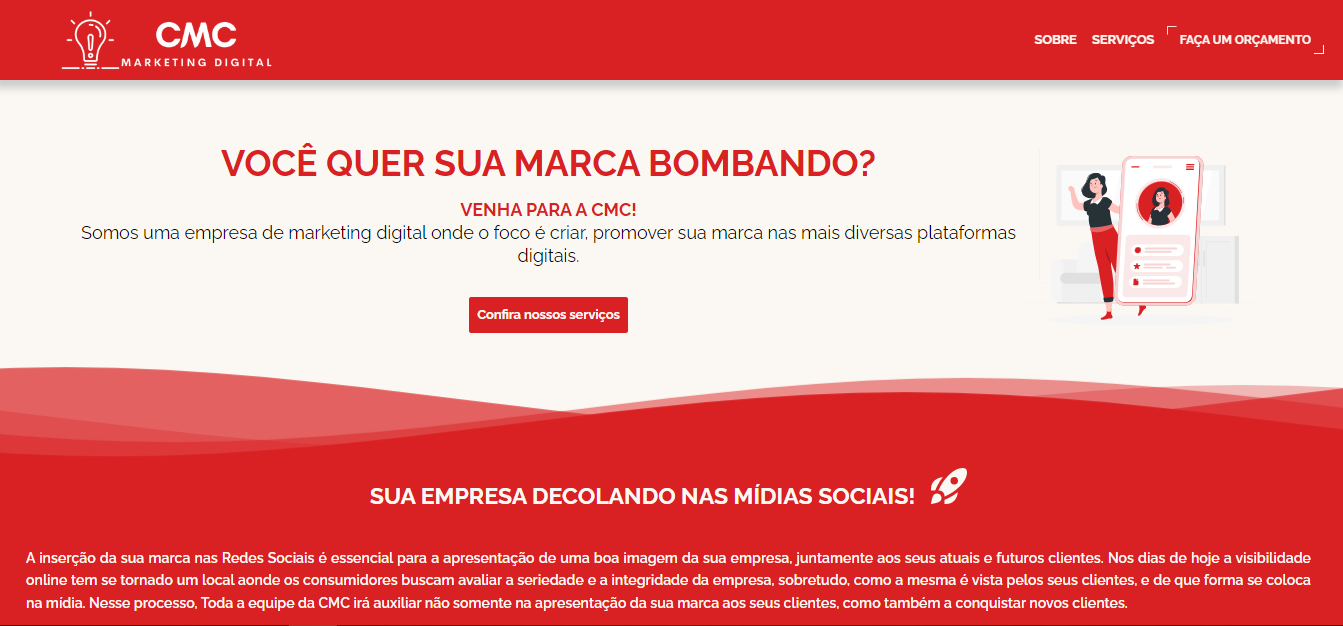 CMC
MARKETING DIGITAL
SOBRE SERVIÇOS FAÇA UM ORÇAMENTO
VOCÊ QUER SUA MARCA BOMBANDO?
VENHA PARA A CMC!
Somos uma empresa de marketing digital onde o foco é criar, promover sua marca nas mais diversas plataformas
digitais.
Confira nossos serviços
SUA EMPRESA DECOLANDO NAS MÍDIAS SOCIAIS!
A inserção da sua marca nas Redes Sociais é essencial para a apresentação de uma boa imagem da sua empresa, juntamente aos seus atuais e futuros clientes. Nos dias de hoje a visibilidade
online tem se tornado um local aonde os consumidores buscam avaliar a seriedade e a integridade da empresa, sobretudo, como a mesma é vista pelos seus clientes, e de que forma se coloca
na mídia. Nesse processo, Toda a equipe da CMC irá auxiliar não somente na apresentação da sua marca aos seus clientes, como também a conquistar novos clientes.